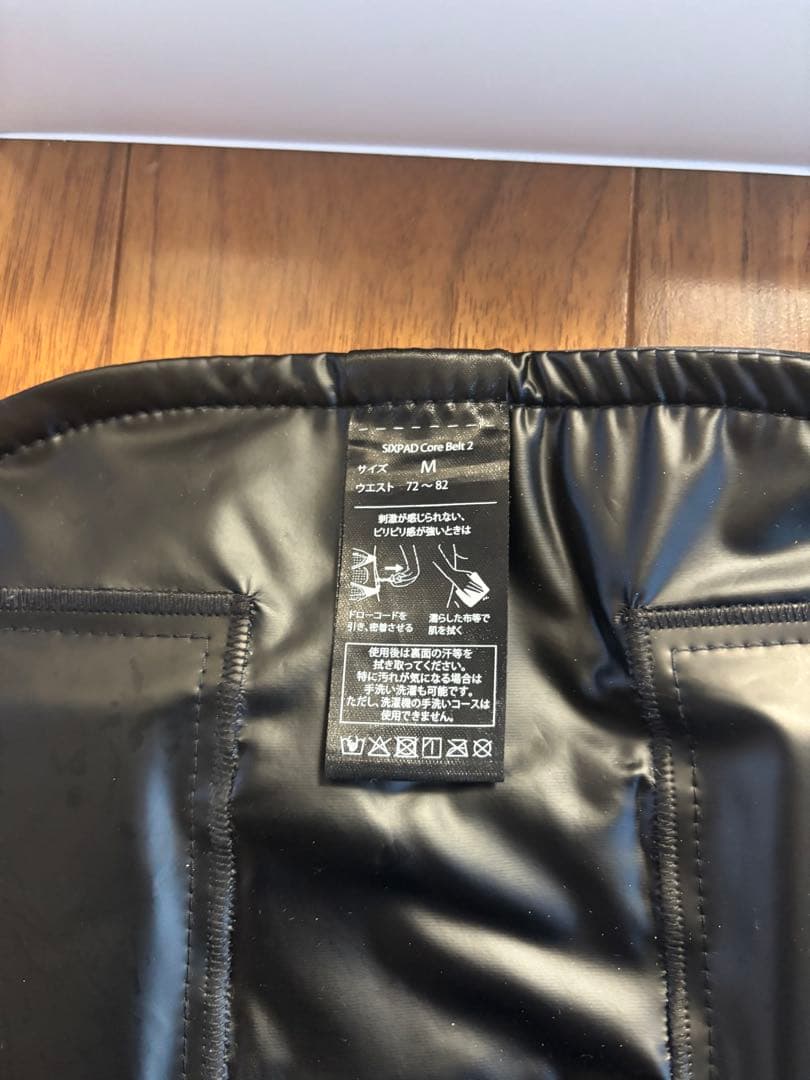 SIXPAD Core Belt 2
サイズ M
ウエスト 72～82
刺激が感じられない、
ピリピリ感が強いときは
ドローコードを
引き、密着させる
濡らした布等で
肌を拭く
使用後は裏面の汗等を
拭き取ってください。
特に汚れが気になる場合は
手洗い洗濯も可能です。
ただし、洗濯機の手洗いコースは
使用できません。